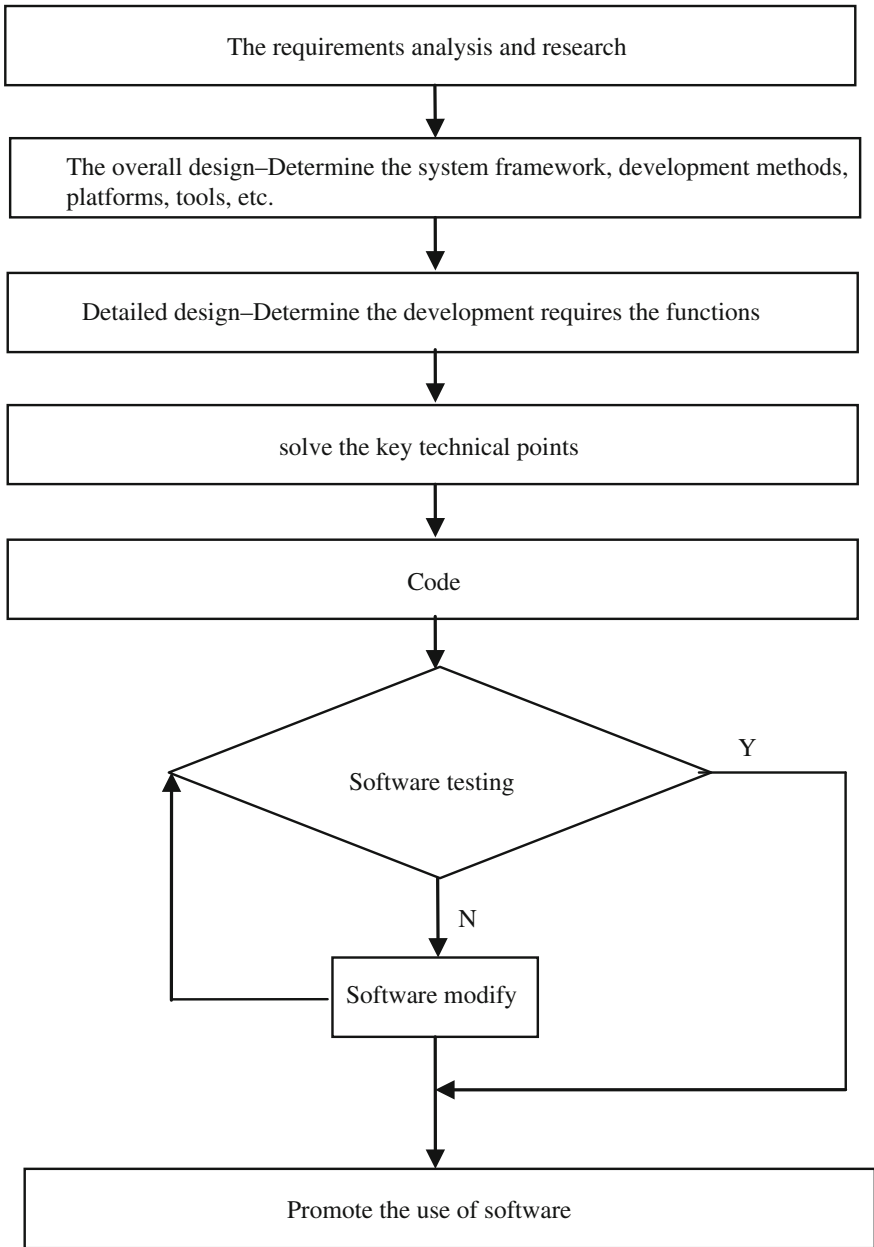 The requirements analysis and research
The overall design–Determine the system framework, development methods,
platforms, tools, etc.
Detailed design–Determine the development requires the functions
solve the key technical points
Code
Y
Software testing
N
Software modify
Promote the use of software